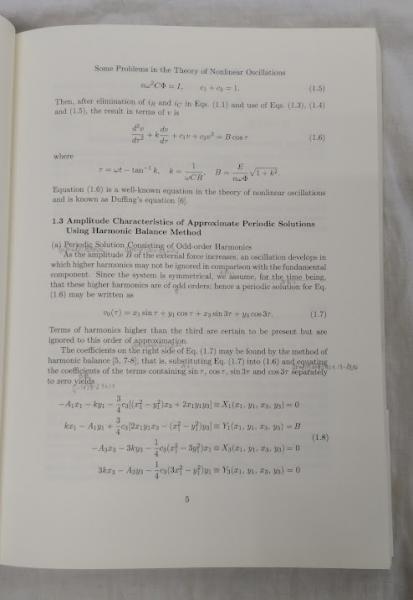 Some Problems in the Theory of Nonlinear Oscillations
nω²CΦ = I, c₁ + c₃ = 1. (1.5)
Then, after elimination of i_R and i_C in Eqs. (1.1) and use of Eqs. (1.3), (1.4)
and (1.5), the result in terms of v is
d²v/dτ² + k dv/dτ + c₁v + c₃v³ = B cos τ (1.6)
where
τ = ωt − tan⁻¹ k, k = 1/ωCR, B = E/nωΦ √1 + k².
Equation (1.6) is a well-known equation in the theory of nonlinear oscillations
and is known as Duffing's equation [6].
1.3 Amplitude Characteristics of Approximate Periodic Solutions
Using Harmonic Balance Method
(a) Periodic Solution Consisting of Odd-order Harmonics
As the amplitude B of the external force increases, an oscillation develops in
which higher harmonics may not be ignored in comparison with the fundamental
component. Since the system is symmetrical, we assume, for the time being,
that these higher harmonics are of odd orders; hence a periodic solution for Eq.
(1.6) may be written as
v₀(τ) = x₁ sin τ + y₁ cos τ + x₃ sin 3τ + y₃ cos 3τ. (1.7)
Terms of harmonics higher than the third are certain to be present but are
ignored to this order of approximation.
The coefficients on the right side of Eq. (1.7) may be found by the method of
harmonic balance [5, 7-8]; that is, substituting Eq. (1.7) into (1.6) and equating
the coefficients of the terms containing sin τ, cos τ, sin 3τ and cos 3τ separately
to zero yields
−A₁x₁ − ky₁ − 3/4 c₃[(x₁² − y₁²)x₃ + 2x₁y₁y₃] ≡ X₁(x₁, y₁, x₃, y₃) = 0
kx₁ − A₁y₁ + 3/4 c₃[2x₁y₁x₃ − (x₁² − y₁²)y₃] ≡ Y₁(x₁, y₁, x₃, y₃) = B
(1.8)
−A₃x₃ − 3ky₃ − 1/4 c₃(x₁² − 3y₁²)x₁ ≡ X₃(x₁, y₁, x₃, y₃) = 0
3kx₃ − A₃y₃ − 1/4 c₃(3x₁² − y₁²)y₁ ≡ Y₃(x₁, y₁, x₃, y₃) = 0
5